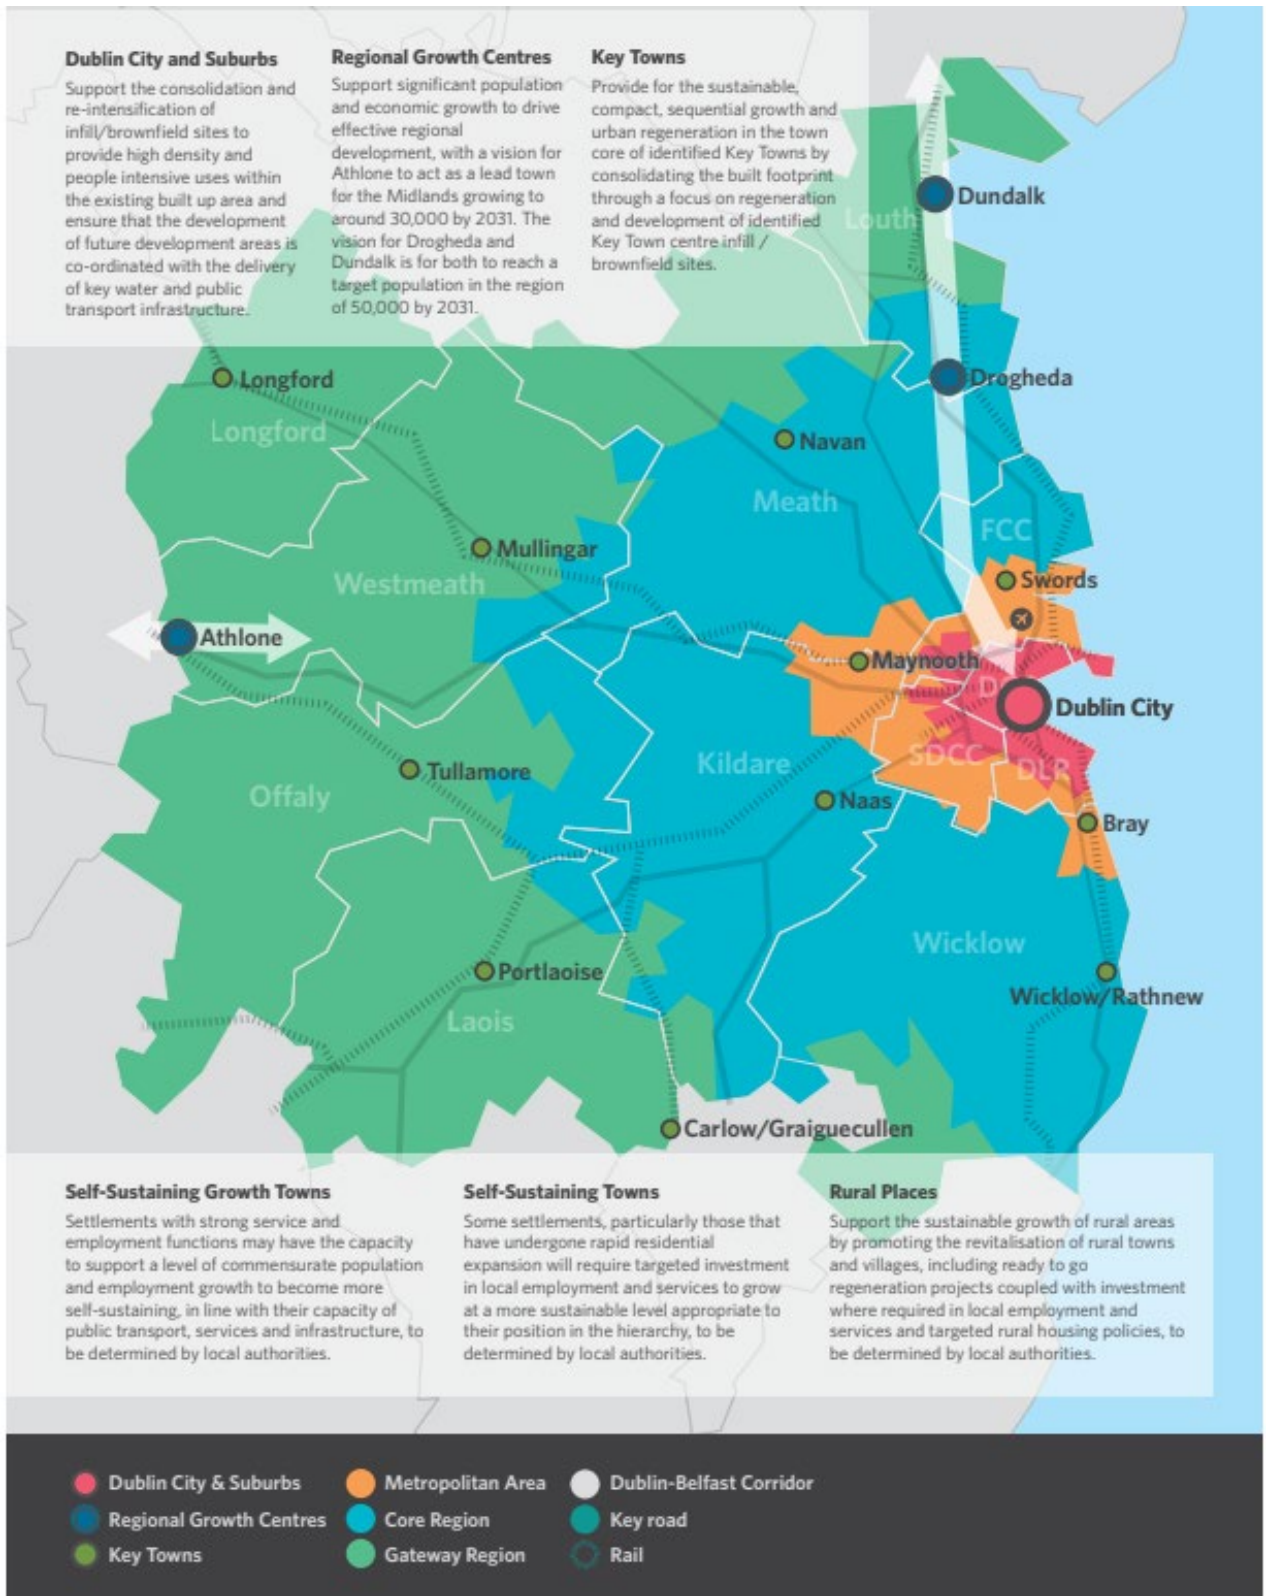 Dublin City and Suburbs
Support the consolidation and
re-intensification of
infill/brownfield sites to
provide high density and
people intensive uses within
the existing built up area and
ensure that the development
of future development areas is
co-ordinated with the delivery
of key water and public
transport infrastructure.
Regional Growth Centres
Support significant population
and economic growth to drive
effective regional
development, with a vision for
Athlone to act as a lead town
for the Midlands growing to
around 30,000 by 2031. The
vision for Drogheda and
Dundalk is for both to reach a
target population in the region
of 50,000 by 2031.
Key Towns
Provide for the sustainable,
compact, sequential growth and
urban regeneration in the town
core of identified Key Towns by
consolidating the built footprint
through a focus on regeneration
and development of identified
Key Town centre infill /
brownfield sites.
Dundalk
Louth
Longford
Drogheda
Longford
Navan
Meath
FCC
Mullingar
Swords
Westmeath
Athlone
Maynooth
Dublin City
SDCC
Kildare
DLR
Tullamore
Offaly
Naas
Bray
Wicklow
Portlaoise
Wicklow/Rathnew
Laois
Carlow/Graiguecullen
Self-Sustaining Growth Towns
Settlements with strong service and
employment functions may have the capacity
to support a level of commensurate population
and employment growth to become more
self-sustaining, in line with their capacity of
public transport, services and infrastructure, to
be determined by local authorities.
Self-Sustaining Towns
Some settlements, particularly those that
have undergone rapid residential
expansion will require targeted investment
in local employment and services to grow
at a more sustainable level appropriate to
their position in the hierarchy, to be
determined by local authorities.
Rural Places
Support the sustainable growth of rural areas
by promoting the revitalisation of rural towns
and villages, including ready to go
regeneration projects coupled with investment
where required in local employment and
services and targeted rural housing policies, to
be determined by local authorities.
Dublin City & Suburbs
Regional Growth Centres
Key Towns
Metropolitan Area
Core Region
Gateway Region
Dublin-Belfast Corridor
Key road
Rail